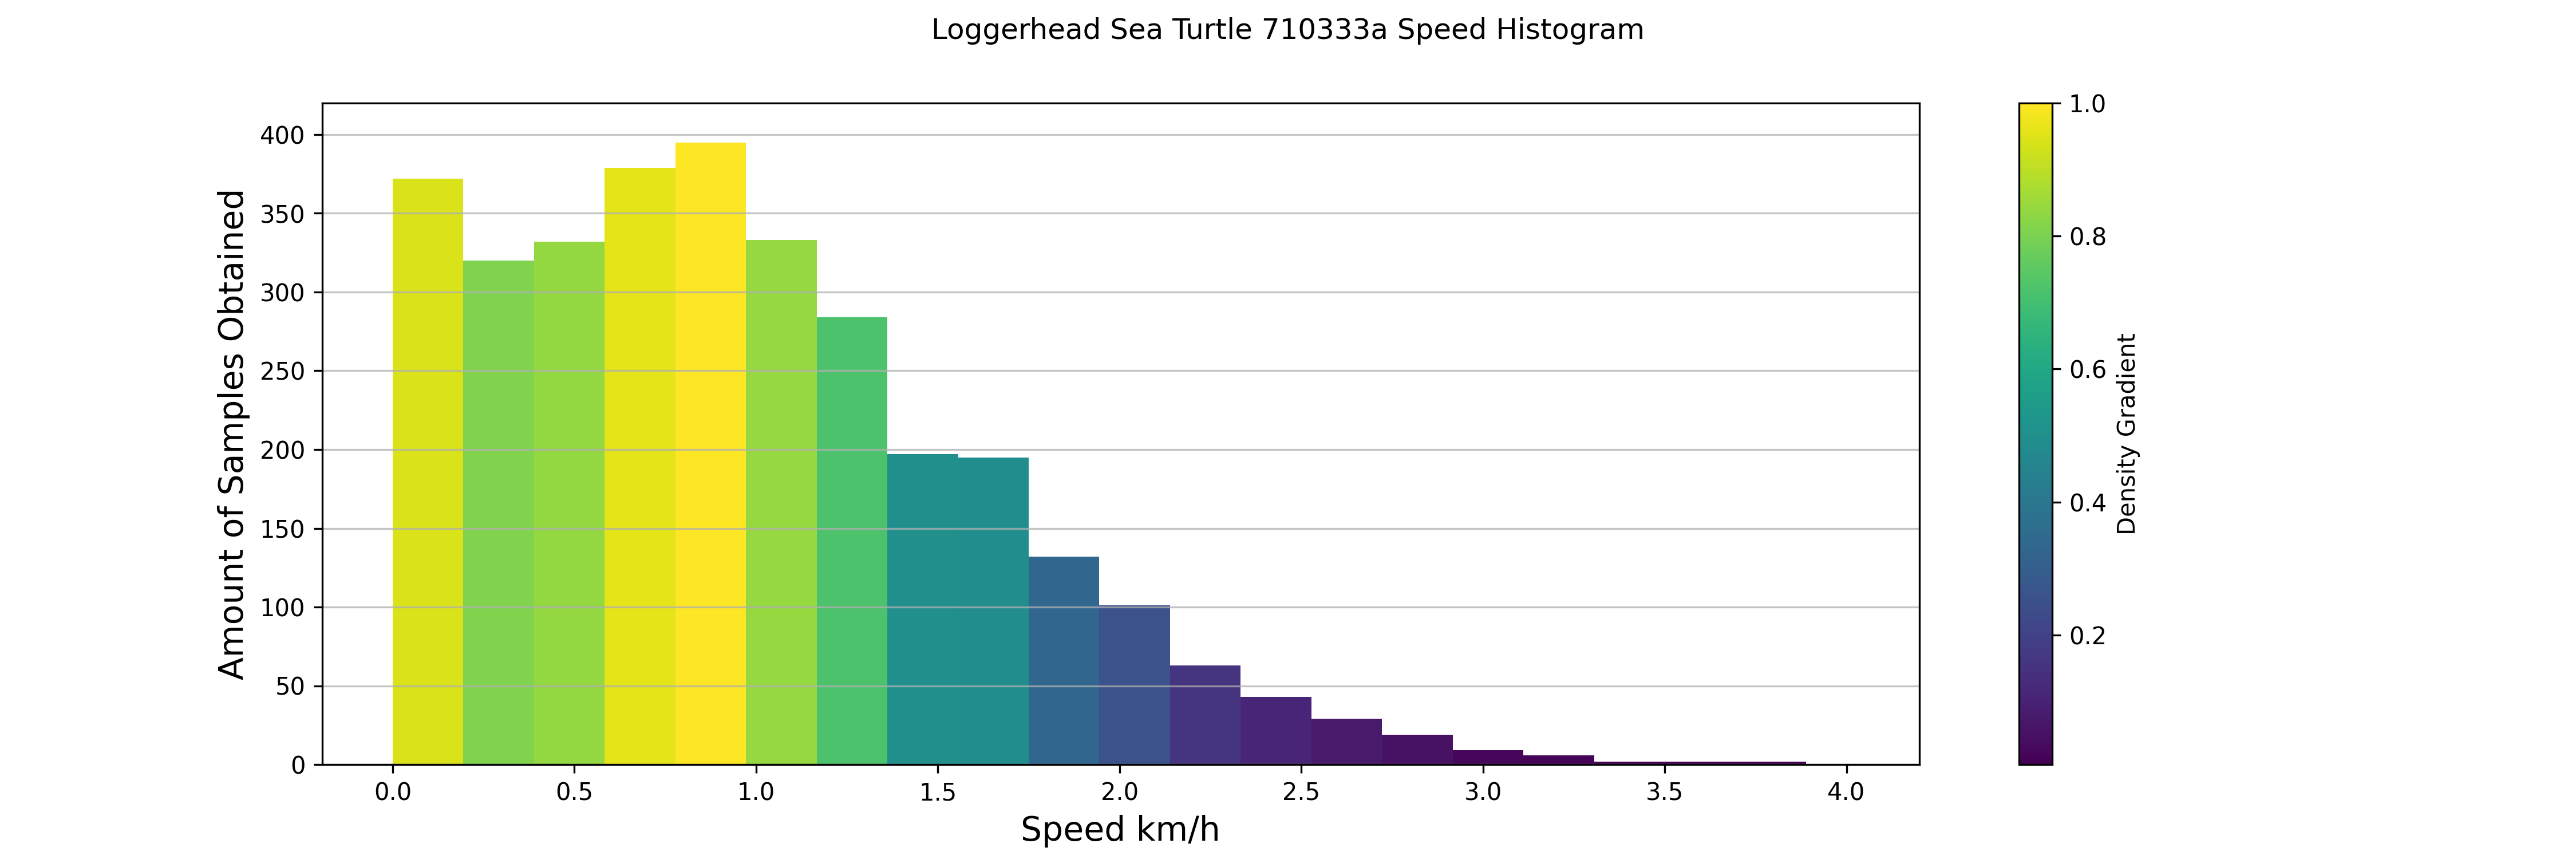 Loggerhead Sea Turtle 710333a Speed Histogram
Amount of Samples Obtained
400
350
300
250
200
150
100
50
0
0.0 0.5 1.0 1.5 2.0 2.5 3.0 3.5 4.0
Speed km/h
1.0
0.8
0.6
0.4
0.2
Density Gradient